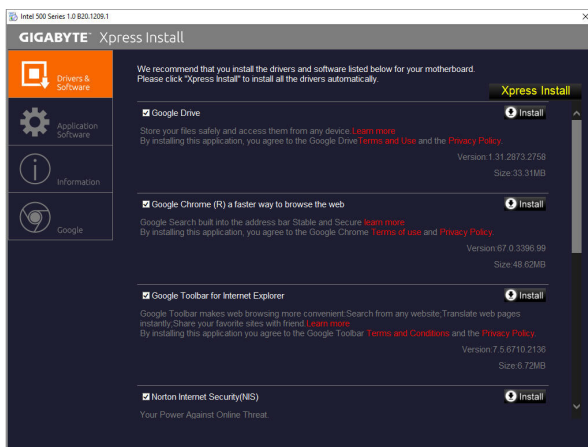 Intel 500 Series 1.0 B20.1209.1
GIGABYTE™ Xpress Install
Drivers & Software
Application Software
Information
Google
We recommend that you install the drivers and software listed below for your motherboard.
Please click "Xpress Install" to install all the drivers automatically.
Xpress Install
Google Drive
Install
Store your files safely and access them from any device.Learn more
By installing this application, you agree to the Google DriveTerms and Use and the Privacy Policy.
Version:1.31.2873.2758
Size:33.31MB
Google Chrome (R) a faster way to browse the web
Install
Google Search built into the address bar Stable and Secure learn more
By installing this application, you agree to the Google Chrome Terms of use and Privacy Policy.
Version:67.0.3396.99
Size:48.62MB
Google Toolbar for Internet Explorer
Install
Google Toolbar makes web browsing more convenient;Search from any website;Translate web pages
instantly;Share your favorite sites with friend.Learn more
By installing this application you agree to the Google Toolbar Terms and Conditions and the Privacy Policy.
Version:7.5.6710.2136
Size:6.72MB
Norton Internet Security(NIS)
Install
Your Power Against Online Threat.